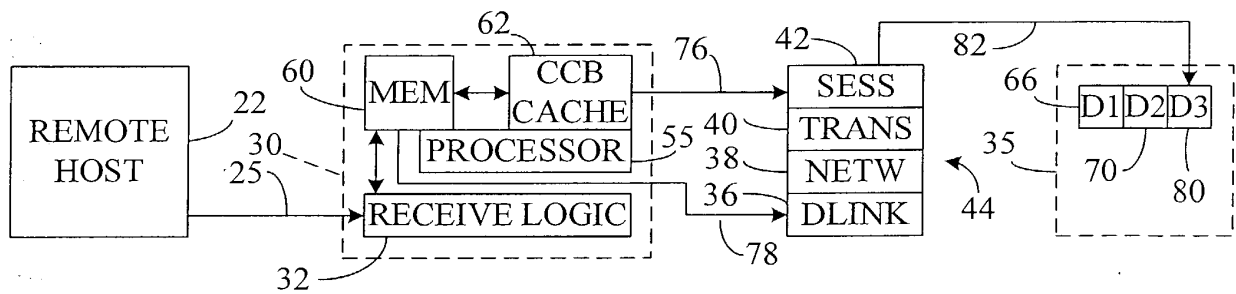 62
42
82
60
MEM
CCB
CACHE
76
SESS
66
D1 D2 D3
REMOTE
HOST
22
30
PROCESSOR
55
40
TRANS
38
NETW
35
70
80
25
36
RECEIVE LOGIC
DLINK
44
32
78